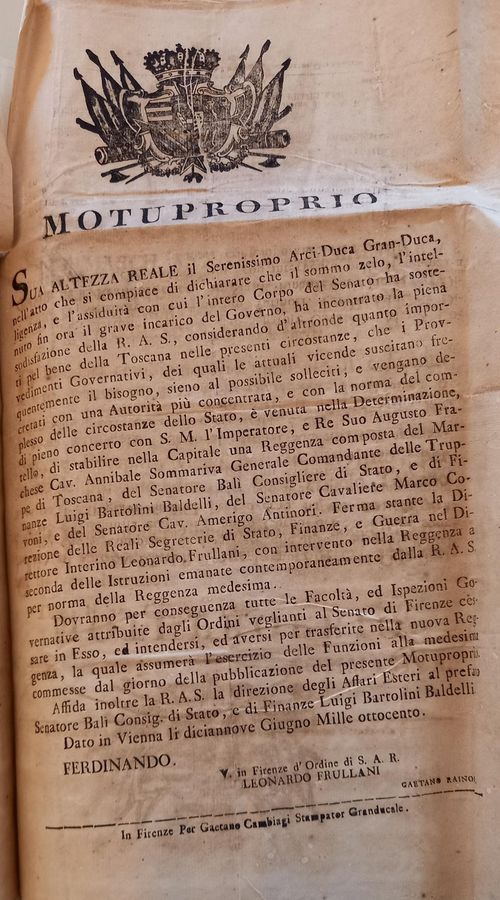 MOTUPROPRIO
SUA ALTEZZA REALE il Serenissimo Arci-Duca Gran-Duca,
nell'atto che si compiace di dichiarare che il sommo zelo, l'intel-
ligenza, e l'assiduità con cui l'intero Corpo del Senato ha soste-
nuto fin ora il grave incarico del Governo, ha incontrato la piena
sodisfazione della R. A. S., considerando d'altronde quanto impor-
ti pel bene della Toscana nelle presenti circostanze, che i Prov-
vedimenti Governativi, dei quali le attuali vicende suscitano fre-
quentemente il bisogno, sieno al possibile solleciti, e vengano de-
cretati con una Autorità più concentrata, e con la norma del com-
plesso delle circostanze dello Stato, è venuta nella Determinazione,
di pieno concerto con S. M. l'Imperatore, e Re Suo Augusto Fra-
tello, di stabilire nella Capitale una Reggenza composta del Mar-
chese Cav. Annibale Sommariva Generale Comandante delle Trup-
pe di Toscana, del Senatore Balì Consigliere di Stato, e di Fi-
nanze Luigi Bartolini Baldelli, del Senatore Cavaliere Marco Co-
voni, e del Senatore Cav. Amerigo Antinori. Ferma stante la Di-
rezione delle Reali Segreterie di Stato, Finanze, e Guerra nel Di-
rettore Interino Leonardo Frullani, con intervento nella Reggenza a
seconda delle Istruzioni emanate contemporaneamente dalla R. A. S
per norma della Reggenza medesima.
Dovranno per conseguenza tutte le Facoltà, ed Ispezioni Go-
vernative attribuite dagli Ordini veglianti al Senato di Firenze ces-
sare in Esso, ed intendersi, ed aversi per trasferite nella nuova Reg-
genza, la quale assumerà l'esercizio delle Funzioni alla medesima
commesse dal giorno della pubblicazione del presente Motuproprio.
Affida inoltre la R. A. S. la direzione degli Affari Esteri al prefato
Senatore Balì Consig. di Stato, e di Finanze Luigi Bartolini Baldelli
Dato in Vienna li diciannove Giugno Mille ottocento.
FERDINANDO.
V. in Firenze d'Ordine di S. A. R.
LEONARDO FRULLANI
GAETANO RAINO
In Firenze Per Gaetano Cambiagi Stampator Granducale.